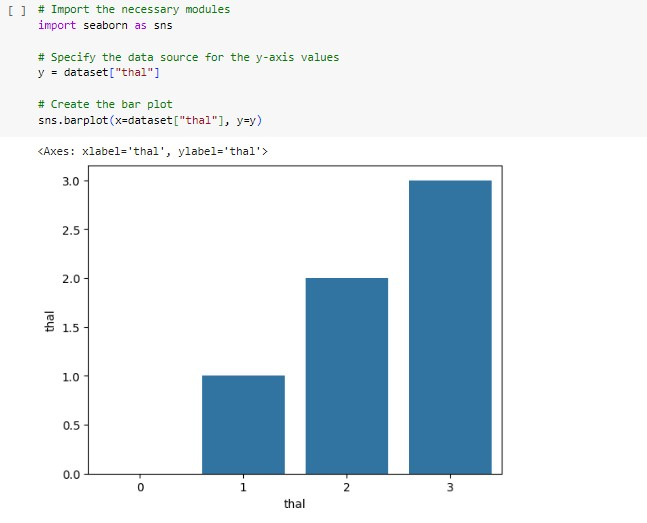 [ ] # Import the necessary modules
import seaborn as sns
# Specify the data source for the y-axis values
y = dataset["thal"]
# Create the bar plot
sns.barplot(x=dataset["thal"], y=y)
<Axes: xlabel='thal', ylabel='thal'>
3.0
2.5
2.0
1.5
1.0
0.5
0.0
thal
0 1 2 3
thal